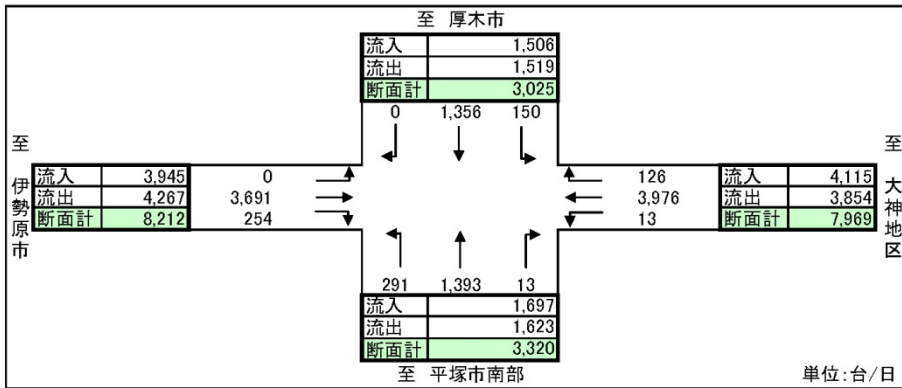 至 厚木市
流入 1,506
流出 1,519
断面計 3,025
0 1,356 150
至 伊勢原市
流入 3,945
流出 4,267
断面計 8,212
0
3,691
254
126
3,976
13
流入 4,115
流出 3,854
断面計 7,969
至 大神地区
291 1,393 13
流入 1,697
流出 1,623
断面計 3,320
至 平塚市南部
単位:台/日